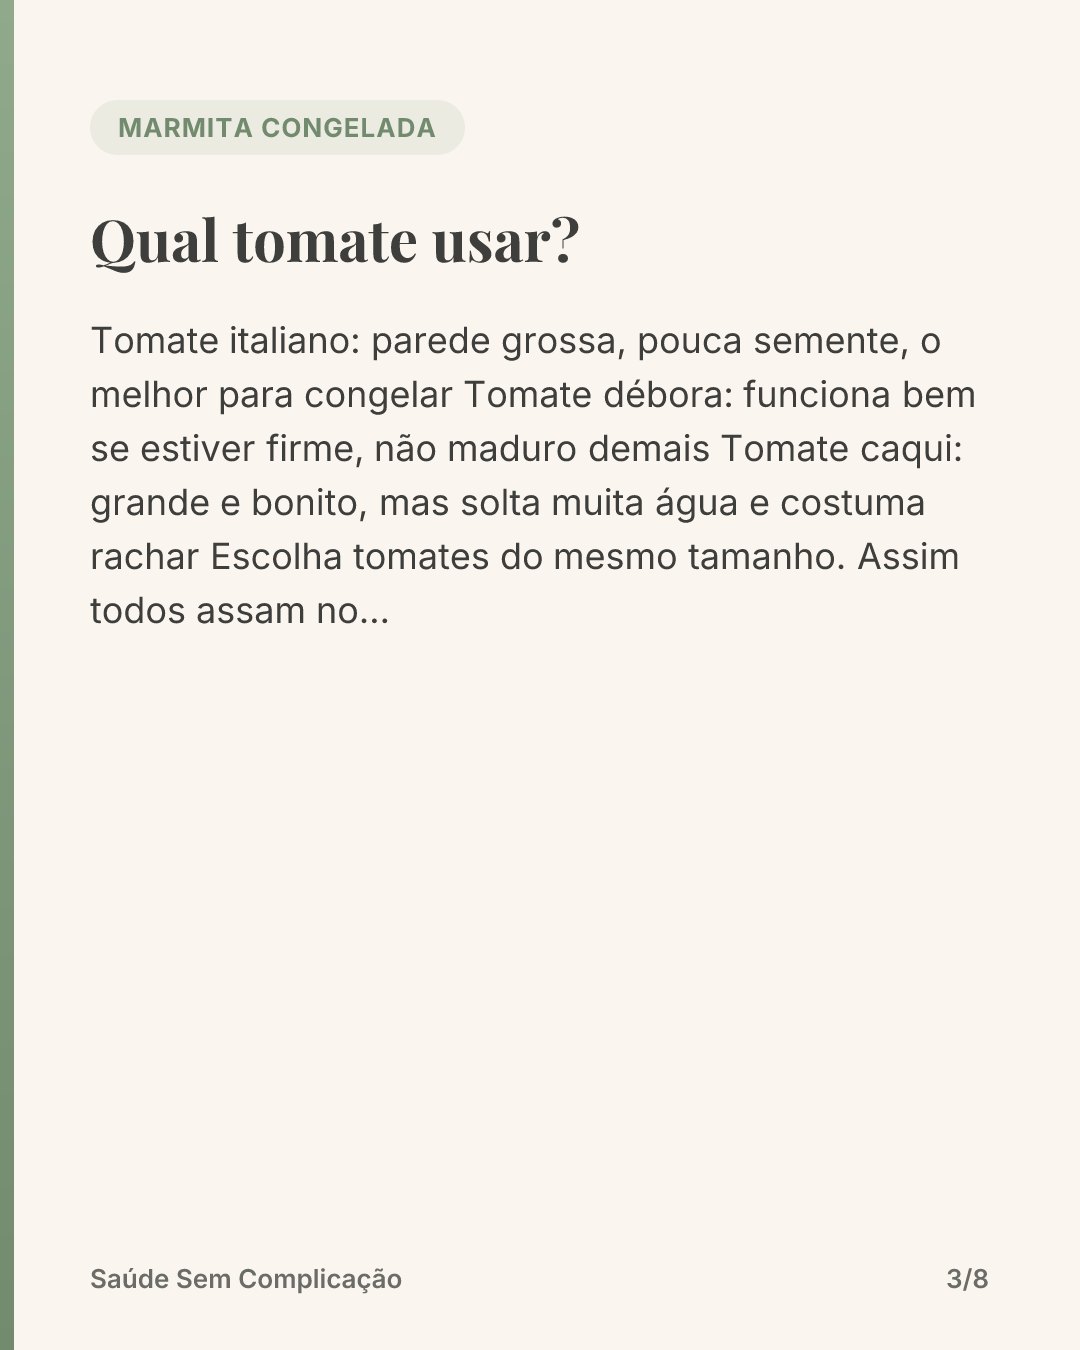 MARMITA CONGELADA
Qual tomate usar?
Tomate italiano: parede grossa, pouca semente, o
melhor para congelar Tomate débora: funciona bem
se estiver firme, não maduro demais Tomate caqui:
grande e bonito, mas solta muita água e costuma
rachar Escolha tomates do mesmo tamanho. Assim
todos assam no...
Saúde Sem Complicação
3/8